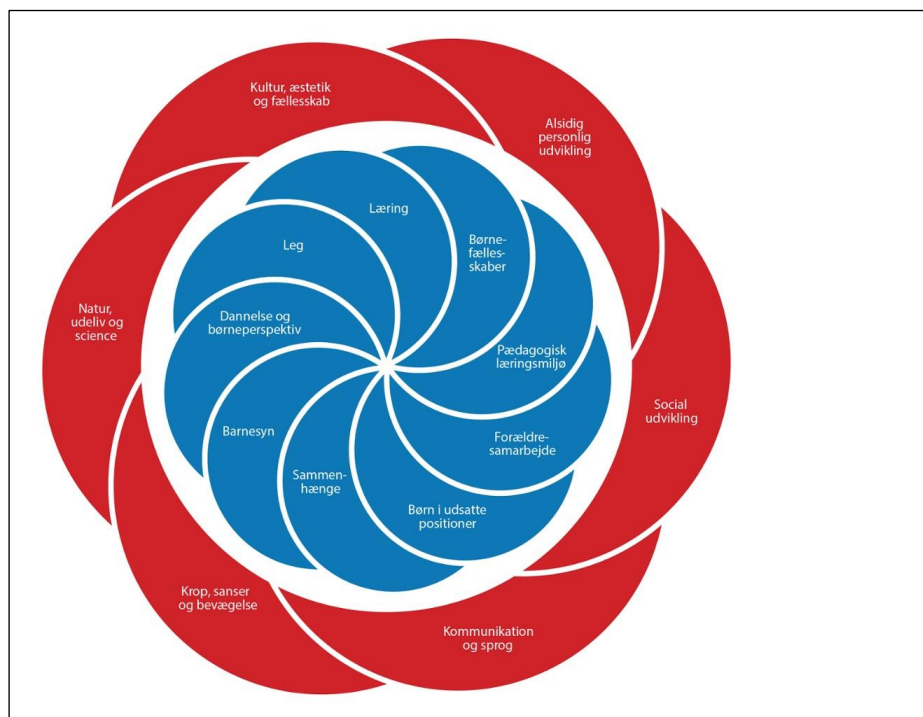 Kultur, æstetik
og fællesskab
Alsidig
personlig
udvikling
Social
udvikling
Kommunikation
og sprog
Krop, sanser
og bevægelse
Natur,
udeliv og
science
Læring
Børne-
fælles-
skaber
Pædagogisk
læringsmiljø
Forældre-
samarbejde
Børn i udsatte
positioner
Sammen-
hænge
Barnesyn
Dannelse og
børneperspektiv
Leg